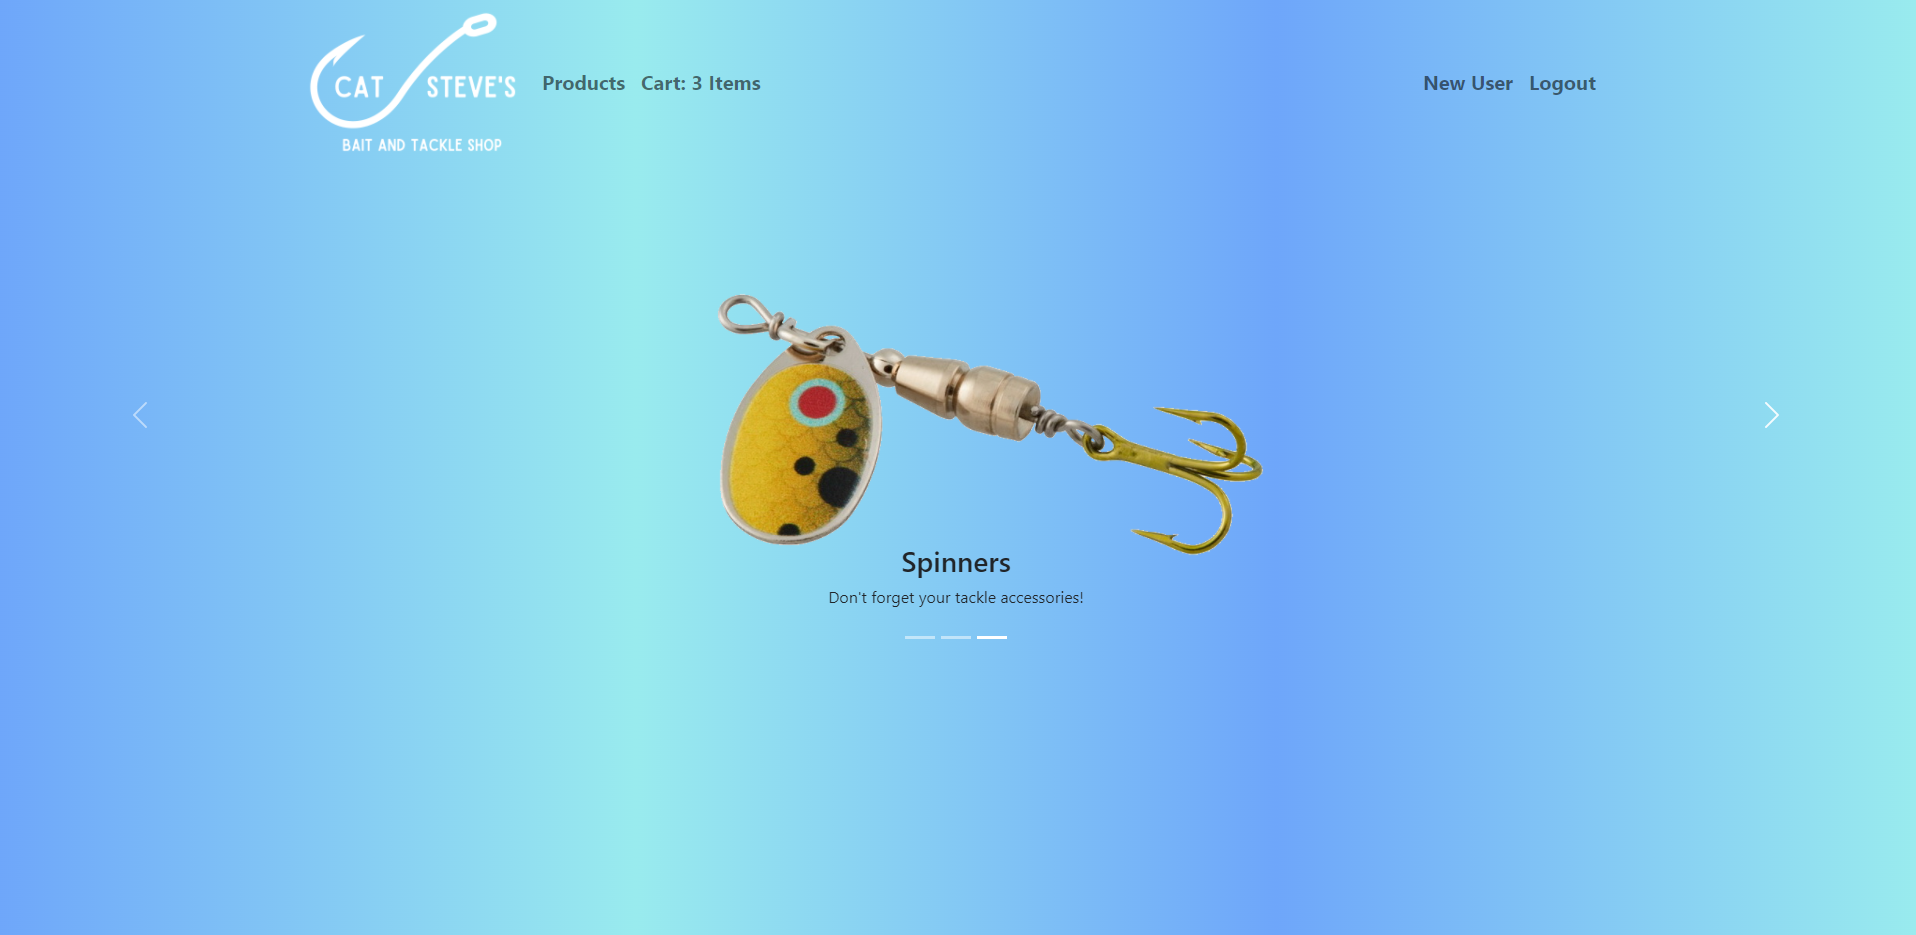 CAT STEVE'S
BAIT AND TACKLE SHOP
Products Cart: 3 Items
New User Logout
Spinners
Don't forget your tackle accessories!